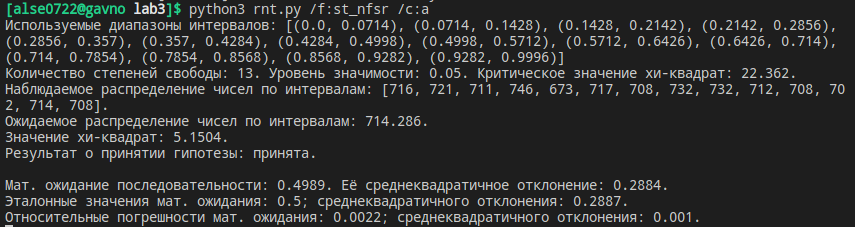 [alse0722@gavno lab3]$ python3 rnt.py /f:st_nfsr /c:a
Используемые диапазоны интервалов: [(0.0, 0.0714), (0.0714, 0.1428), (0.1428, 0.2142), (0.2142, 0.2856),
(0.2856, 0.357), (0.357, 0.4284), (0.4284, 0.4998), (0.4998, 0.5712), (0.5712, 0.6426), (0.6426, 0.714),
(0.714, 0.7854), (0.7854, 0.8568), (0.8568, 0.9282), (0.9282, 0.9996)]
Количество степеней свободы: 13. Уровень значимости: 0.05. Критическое значение хи-квадрат: 22.362.
Наблюдаемое распределение чисел по интервалам: [716, 721, 711, 746, 673, 717, 708, 732, 732, 712, 708, 70
2, 714, 708].
Ожидаемое распределение чисел по интервалам: 714.286.
Значение хи-квадрат: 5.1504.
Результат о принятии гипотезы: принята.
Мат. ожидание последовательности: 0.4989. Её среднеквадратичное отклонение: 0.2884.
Эталонные значения мат. ожидания: 0.5; среднеквадратичного отклонения: 0.2887.
Относительные погрешности мат. ожидания: 0.0022; среднеквадратичного отклонения: 0.001.